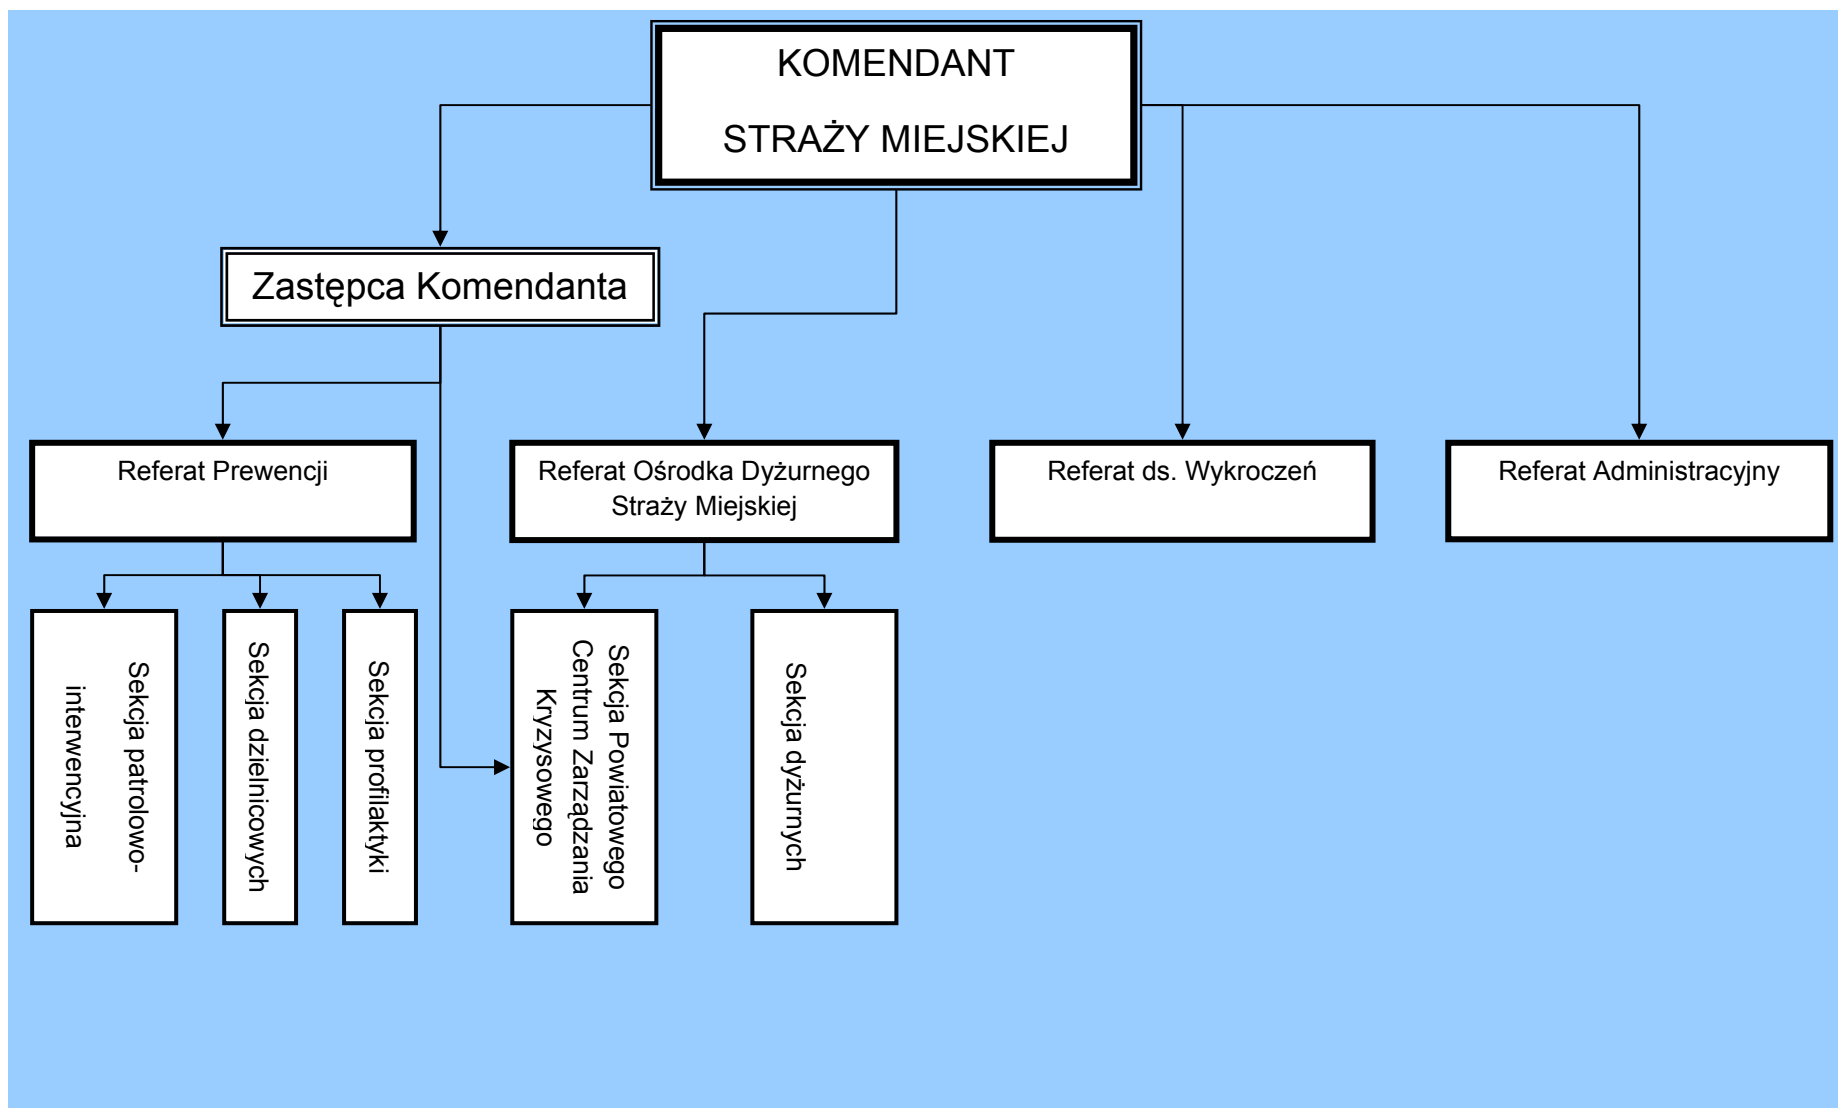 KOMENDANT
STRAŻY MIEJSKIEJ
Zastępca Komendanta
Referat Prewencji
Referat Ośrodka Dyżurnego
Straży Miejskiej
Referat ds. Wykroczeń
Referat Administracyjny
Sekcja patrolowo-
interwencyjna
Sekcja dzielnicowych
Sekcja profilaktyki
Sekcja Powiatowego
Centrum Zarządzania
Kryzysowego
Sekcja dyżurnych